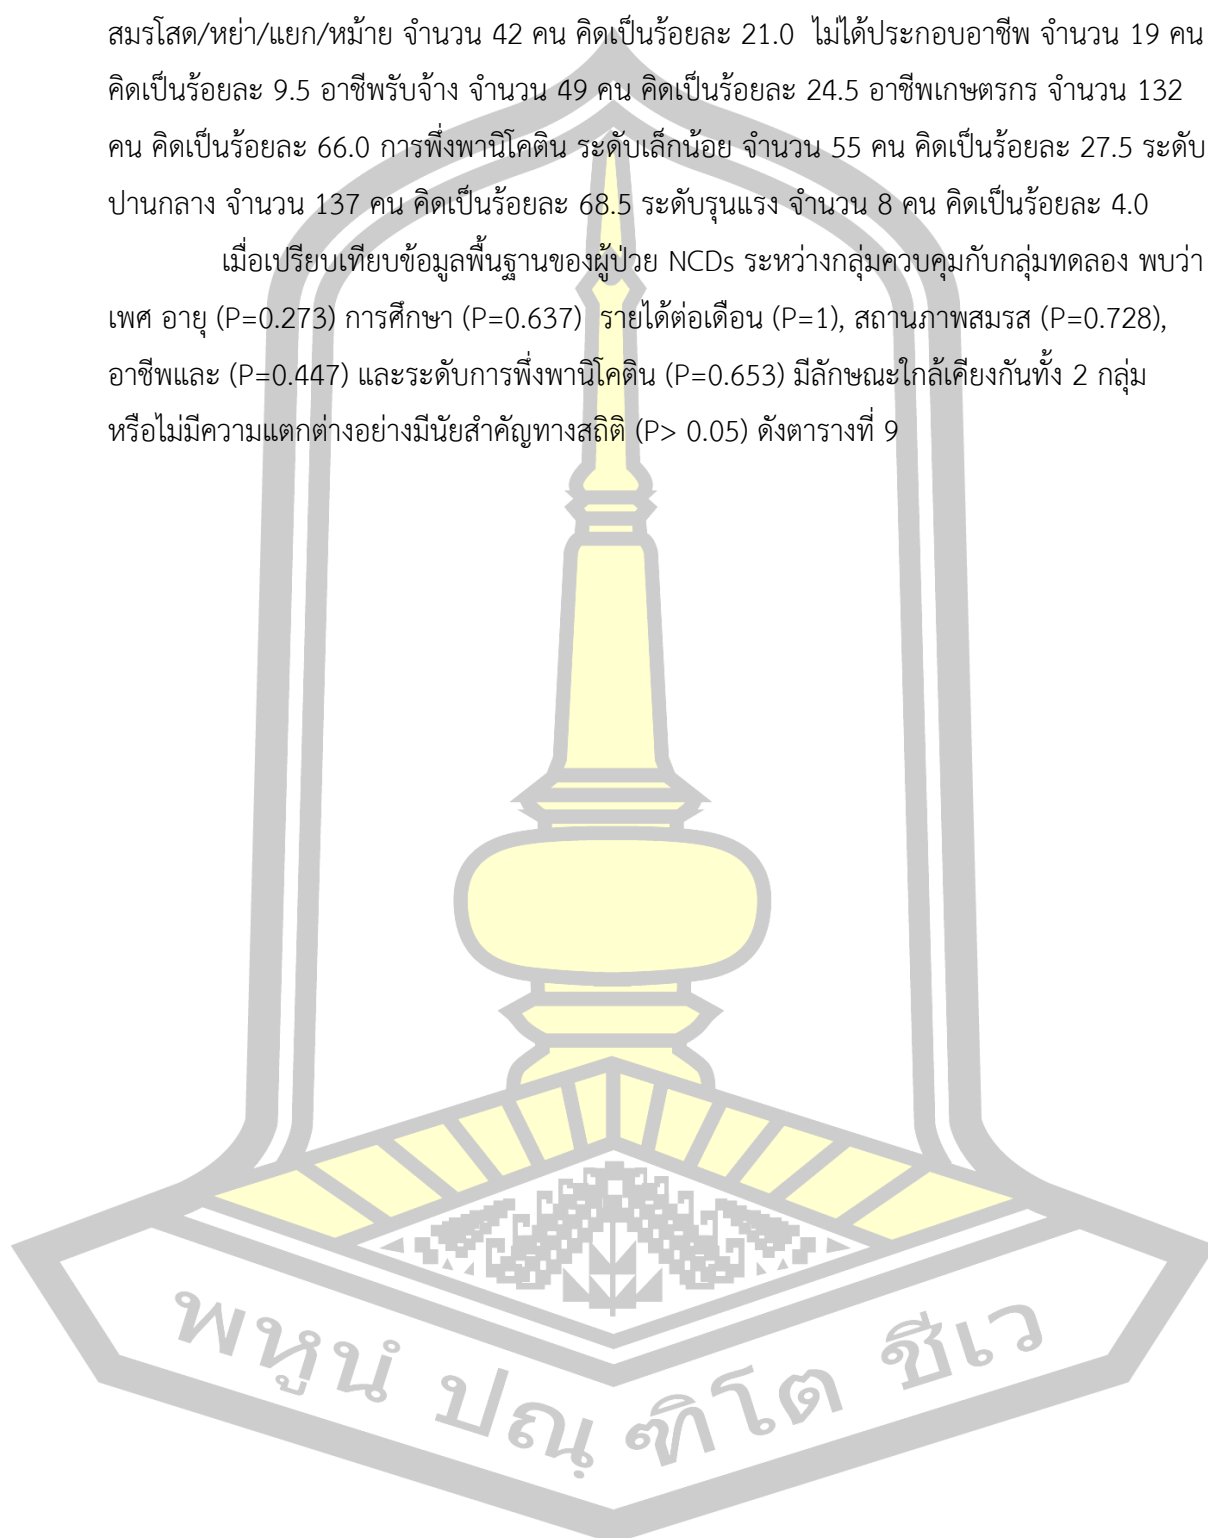 สมรโสด/หย่า/แยก/หม้าย จำนวน 42 คน คิดเป็นร้อยละ 21.0 ไม่ได้ประกอบอาชีพ จำนวน 19 คน
คิดเป็นร้อยละ 9.5 อาชีพรับจ้าง จำนวน 49 คน คิดเป็นร้อยละ 24.5 อาชีพเกษตรกร จำนวน 132
คน คิดเป็นร้อยละ 66.0 การพึ่งพานิโคติน ระดับเล็กน้อย จำนวน 55 คน คิดเป็นร้อยละ 27.5 ระดับ
ปานกลาง จำนวน 137 คน คิดเป็นร้อยละ 68.5 ระดับรุนแรง จำนวน 8 คน คิดเป็นร้อยละ 4.0
เมื่อเปรียบเทียบข้อมูลพื้นฐานของผู้ป่วย NCDs ระหว่างกลุ่มควบคุมกับกลุ่มทดลอง พบว่า
เพศ อายุ (P=0.273) การศึกษา (P=0.637) รายได้ต่อเดือน (P=1), สถานภาพสมรส (P=0.728),
อาชีพและ (P=0.447) และระดับการพึ่งพานิโคติน (P=0.653) มีลักษณะใกล้เคียงกันทั้ง 2 กลุ่ม
หรือไม่มีความแตกต่างอย่างมีนัยสำคัญทางสถิติ (P> 0.05) ดังตารางที่ 9
พหูนํ ปณฺฑิโต ชีเว